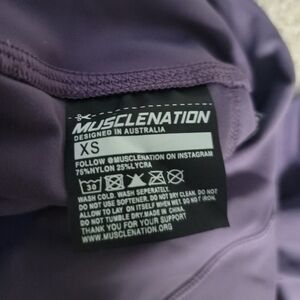 MUSCLENATION
DESIGNED IN AUSTRALIA
XS
FOLLOW @MUSCLENATION ON INSTAGRAM
75%NYLON 25%LYCRA
30
WASH COLD. WASH SEPERATELY.
DO NOT USE SOFTENER. DO NOT DRY CLEAN. DO NOT
ALLOW TO LAY ON ITSELF WHEN WET. DO NOT IRON.
DO NOT TUMBLE DRY. MADE IN CHINA.
THANK YOU FOR YOUR SUPPORT
WWW.MUSCLENATION.ORG